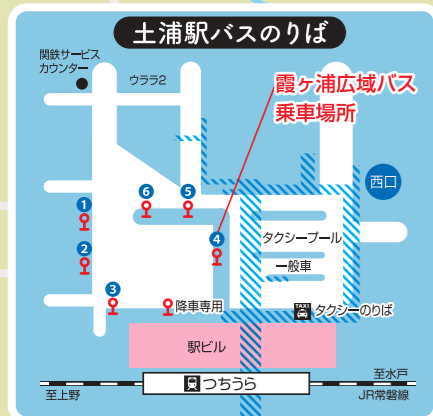 土浦駅バスのりば
関鉄サービス
カウンター
ウララ2
霞ヶ浦広域バス
乗車場所
西口
6
5
1
4
タクシープール
2
一般車
3
降車専用
TAXI
タクシーのりば
駅ビル
つちうら
至水戸
至上野
JR常磐線